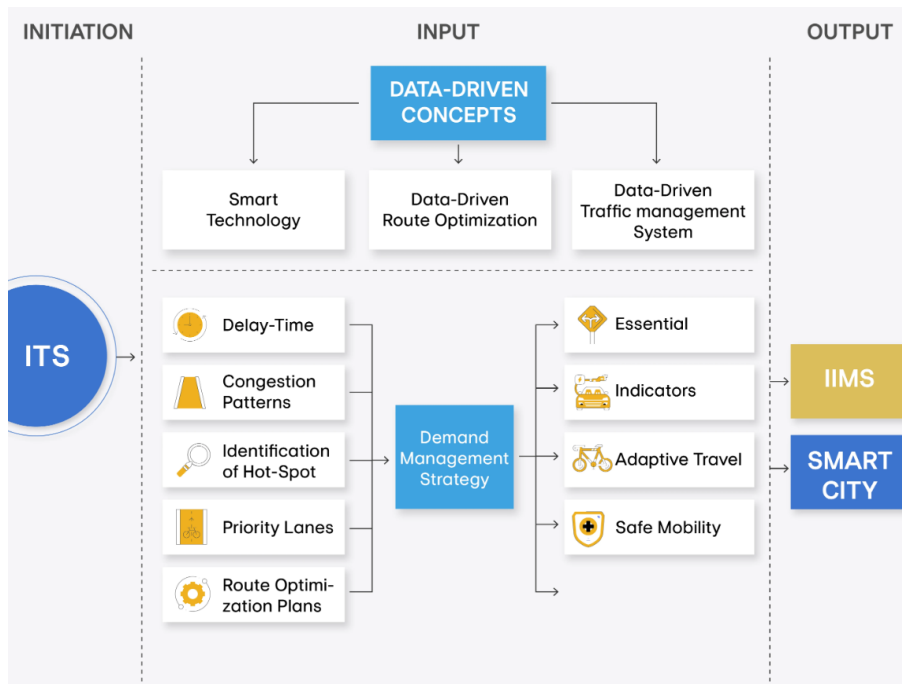 INITIATION
INPUT
OUTPUT
DATA-DRIVEN
CONCEPTS
Smart
Technology
Data-Driven
Route Optimization
Data-Driven
Traffic management
System
ITS
Delay-Time
Congestion
Patterns
Identification
of Hot-Spot
Priority Lanes
Route Optimi-
zation Plans
Demand
Management
Strategy
Essential
Indicators
Adaptive Travel
Safe Mobility
IIMS
SMART
CITY